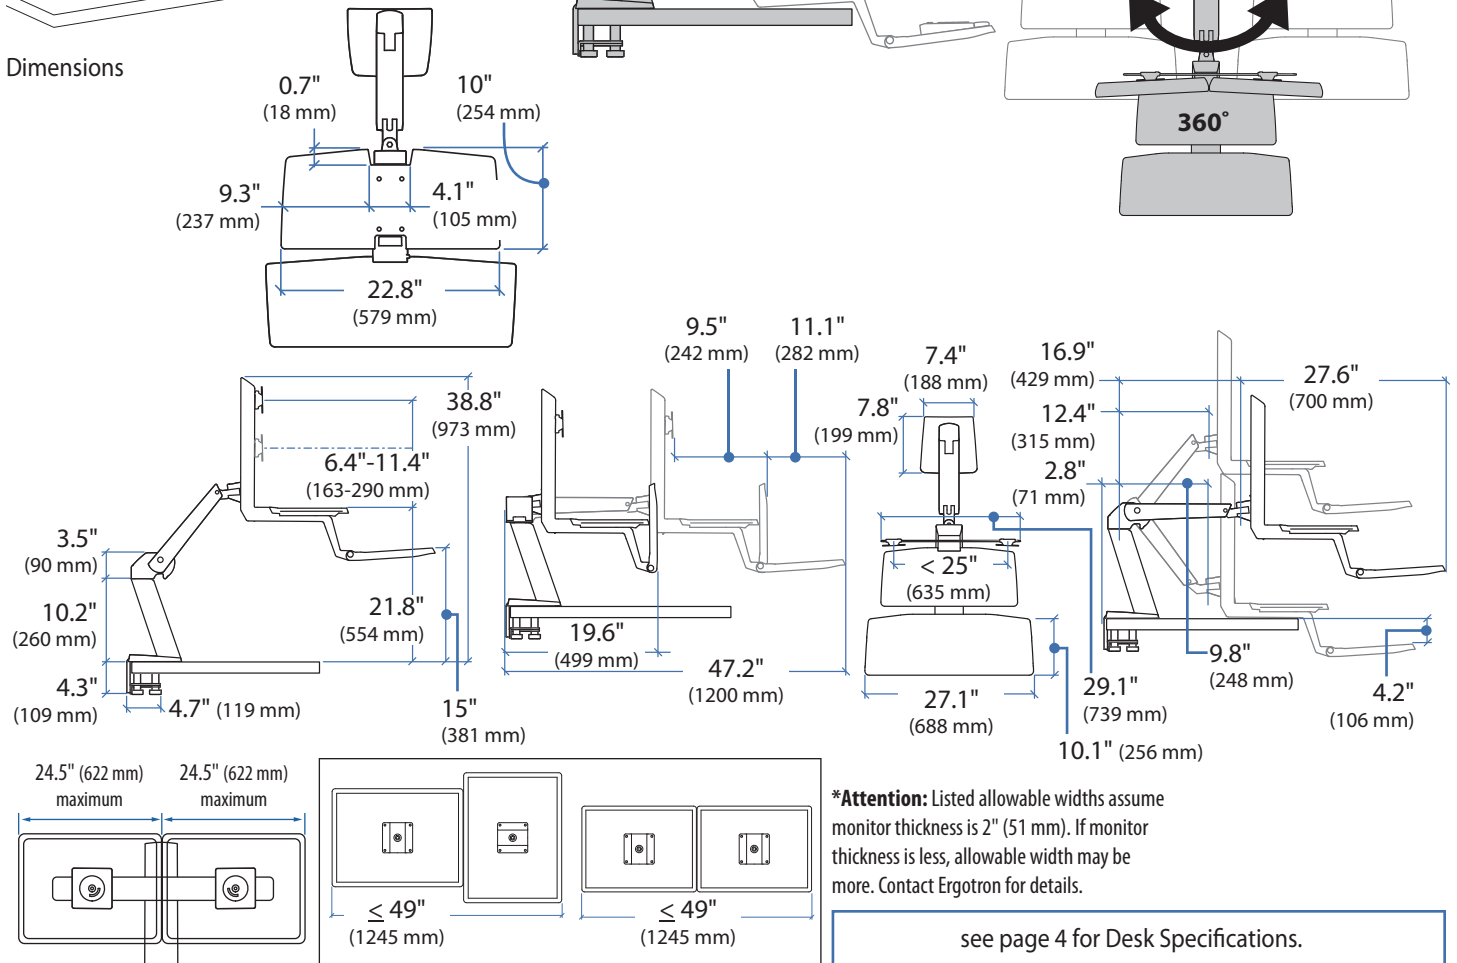 Dimensions
0.7"
(18 mm)
10"
(254 mm)
9.3"
(237 mm)
4.1"
(105 mm)
22.8"
(579 mm)
360°
38.8"
(973 mm)
6.4"-11.4"
(163-290 mm)
3.5"
(90 mm)
10.2"
(260 mm)
21.8"
(554 mm)
4.3"
(109 mm)
4.7" (119 mm)
15"
(381 mm)
9.5"
(242 mm)
11.1"
(282 mm)
19.6"
(499 mm)
47.2"
(1200 mm)
7.4"
(188 mm)
7.8"
(199 mm)
< 25"
(635 mm)
27.1"
(688 mm)
29.1"
(739 mm)
10.1" (256 mm)
16.9"
(429 mm)
27.6"
(700 mm)
12.4"
(315 mm)
2.8"
(71 mm)
9.8"
(248 mm)
4.2"
(106 mm)
24.5" (622 mm)
maximum
24.5" (622 mm)
maximum
≤ 49"
(1245 mm)
≤ 49"
(1245 mm)
*Attention: Listed allowable widths assume
monitor thickness is 2" (51 mm). If monitor
thickness is less, allowable width may be
more. Contact Ergotron for details.
see page 4 for Desk Specifications.